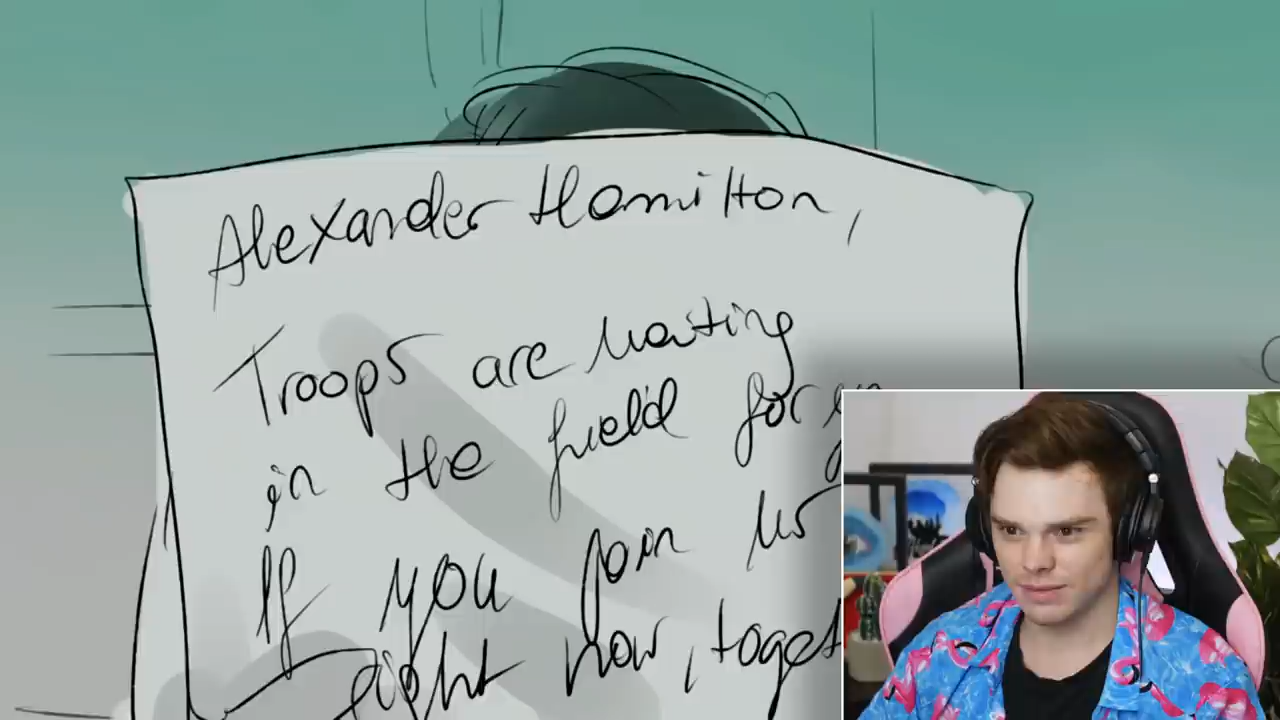 Alexander Hamilton,
Troops are waiting
in the field for
If you join us
right now, toget